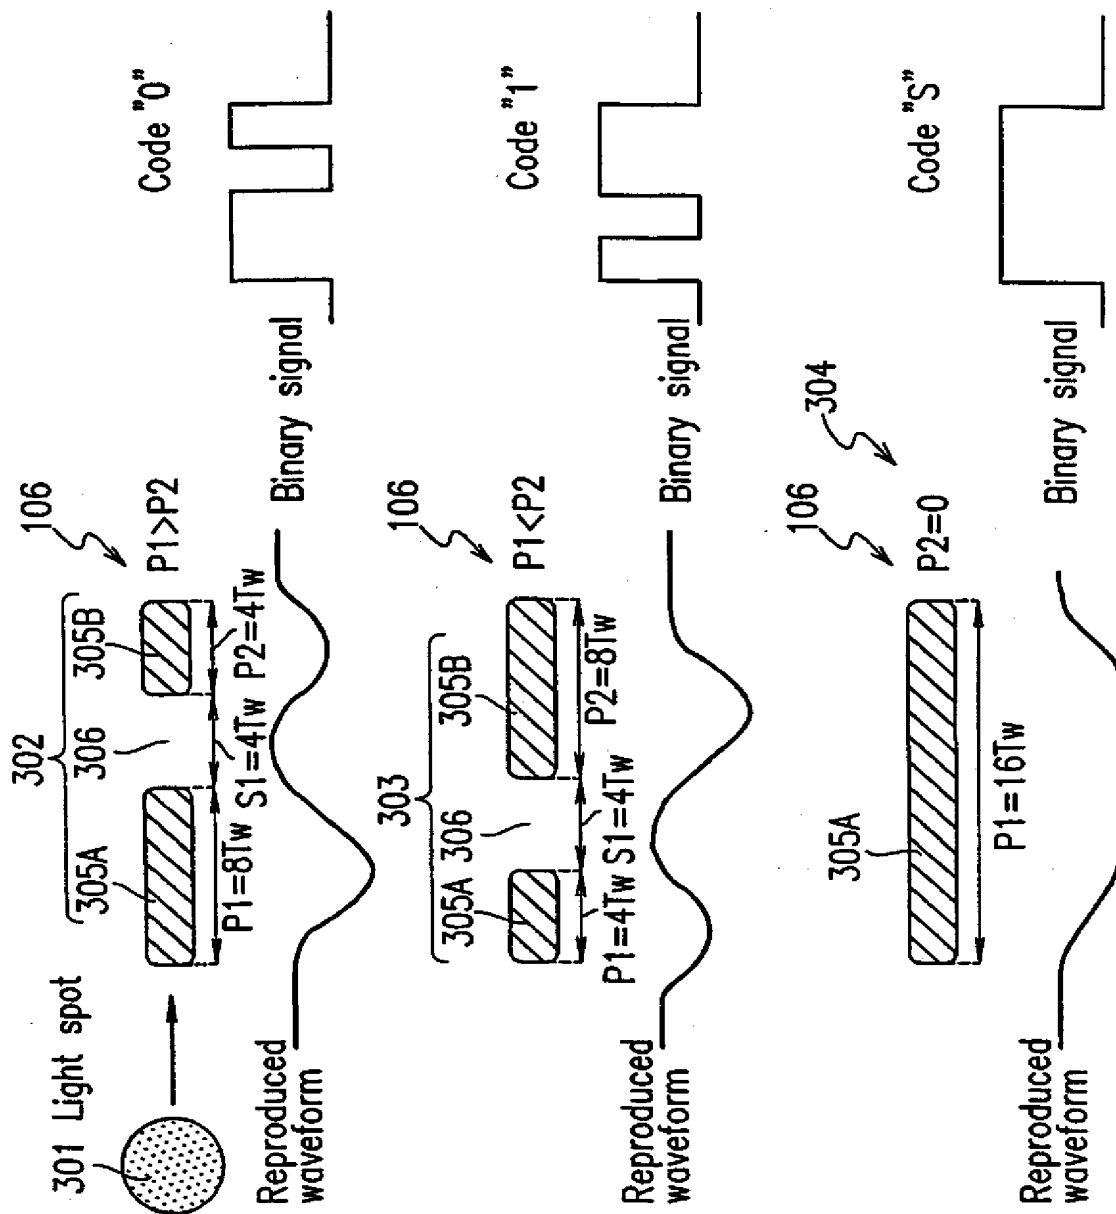 301 Light spot
302
305A
306
305B
106
P1>P2
P1=8Tw
S1=4Tw
P2=4Tw
Reproduced
waveform
Binary signal
Code "0"
303
305A
306
305B
106
P1<P2
P1=4Tw
S1=4Tw
P2=8Tw
Reproduced
waveform
Binary signal
Code "1"
305A
106
304
P2=0
P1=16Tw
Reproduced
waveform
Binary signal
Code "S"